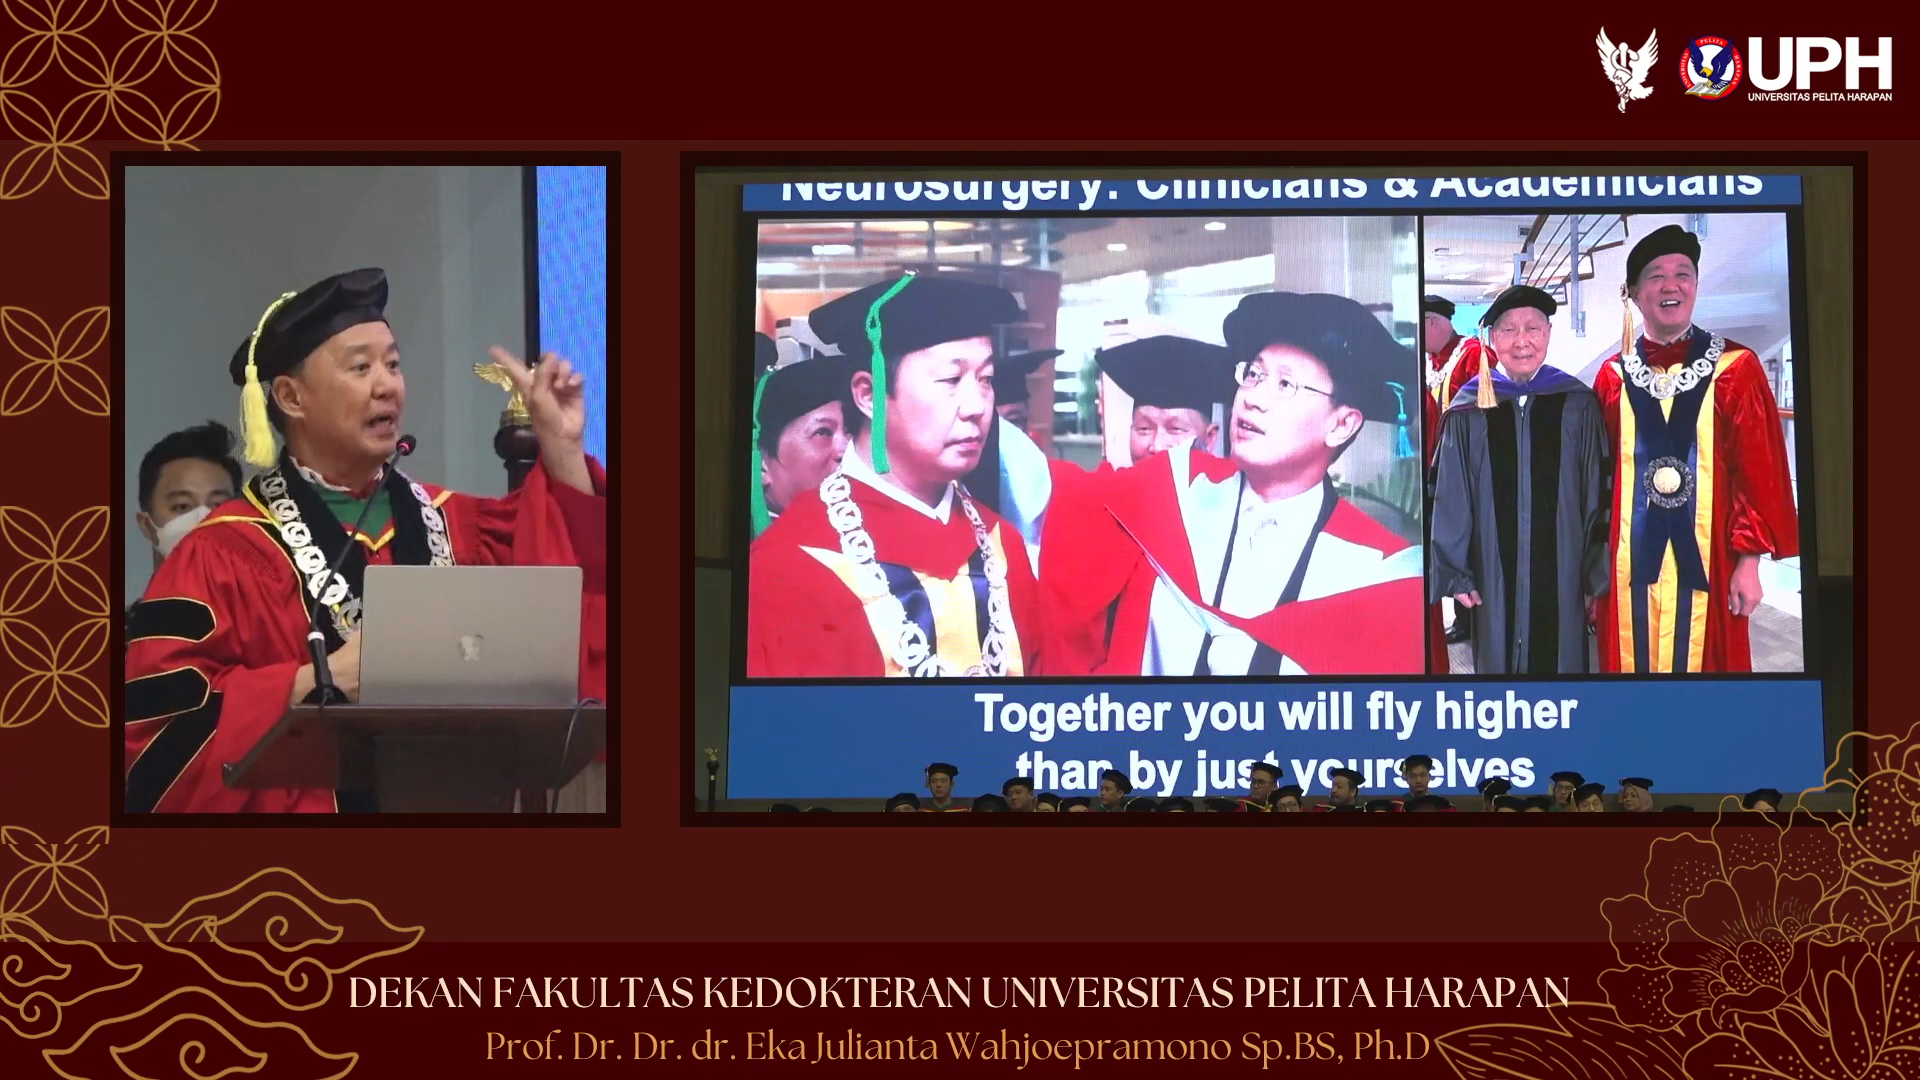 UPH
UNIVERSITAS PELITA HARAPAN
Neurosurgery: Clinicians & Academicians
Together you will fly higher
than by just yourselves
DEKAN FAKULTAS KEDOKTERAN UNIVERSITAS PELITA HARAPAN
Prof. Dr. Dr. dr. Eka Julianta Wahjoepramono Sp.BS, Ph.D